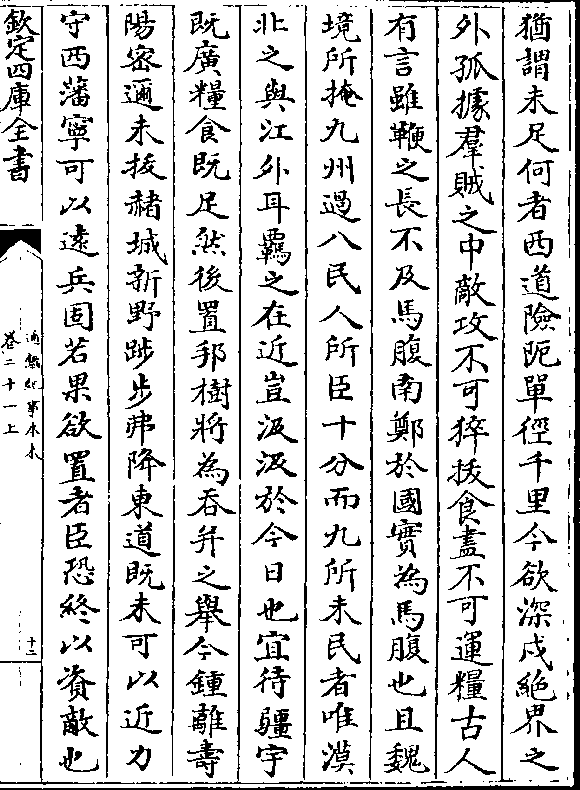 猶謂未足何者西道險阨單徑千里今欲深戍絶界之
外孤據羣賊之中敵攻不可猝拔食盡不可運糧古人
有言雖鞭之長不及馬腹南鄭於國實為馬腹也且魏
境所掩九州過八民人所臣十分而九所未民者唯漠
北之與江外耳羈之在近豈汲汲於今日也宜待疆宇
既廣糧食既足然後置邦樹將為吞并之舉今鍾離壽
陽密邇未拔赭城新野跬步弗降東道既未可以近力
守西藩寧可以遠兵固若果欲置者臣恐終以資敵也
欽定四庫全書
通鑑紀事本末
卷二十一上
十二